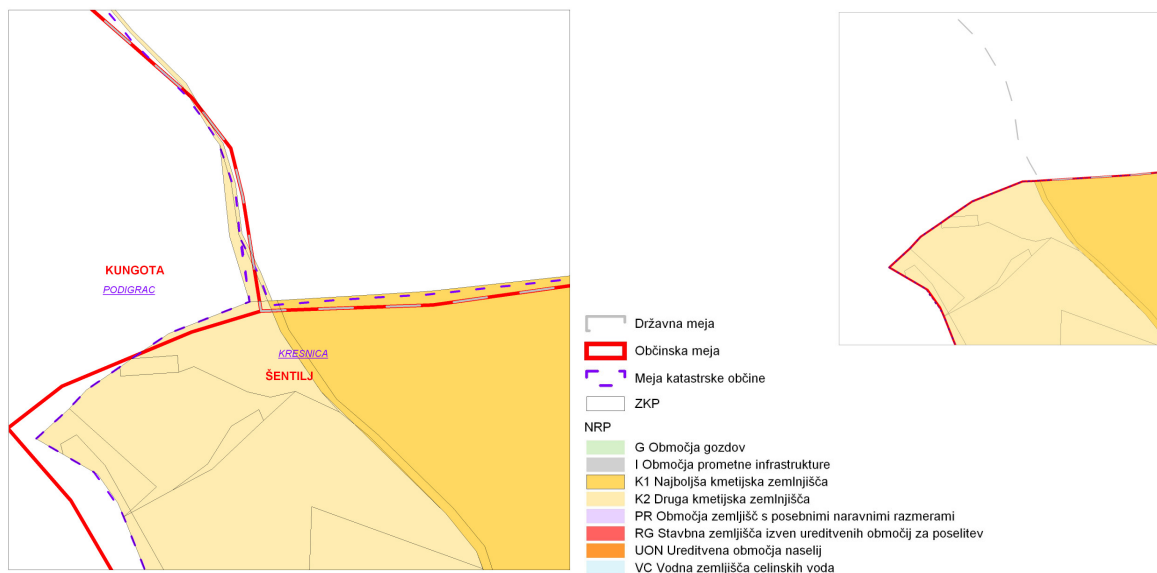 KUNGOTA
PODIGRAC
KRESNICA
ŠENTILJ
Državna meja
Občinska meja
Meja katastrske občine
ZKP
NRP
G Območja gozdov
I Območja prometne infrastrukture
K1 Najboljša kmetijska zemlnjišča
K2 Druga kmetijska zemlnjišča
PR Območja zemljišč s posebnimi naravnimi razmerami
RG Stavbna zemljišča izven ureditvenih območij za poselitev
UON Ureditvena območja naselij
VC Vodna zemljišča celinskih voda